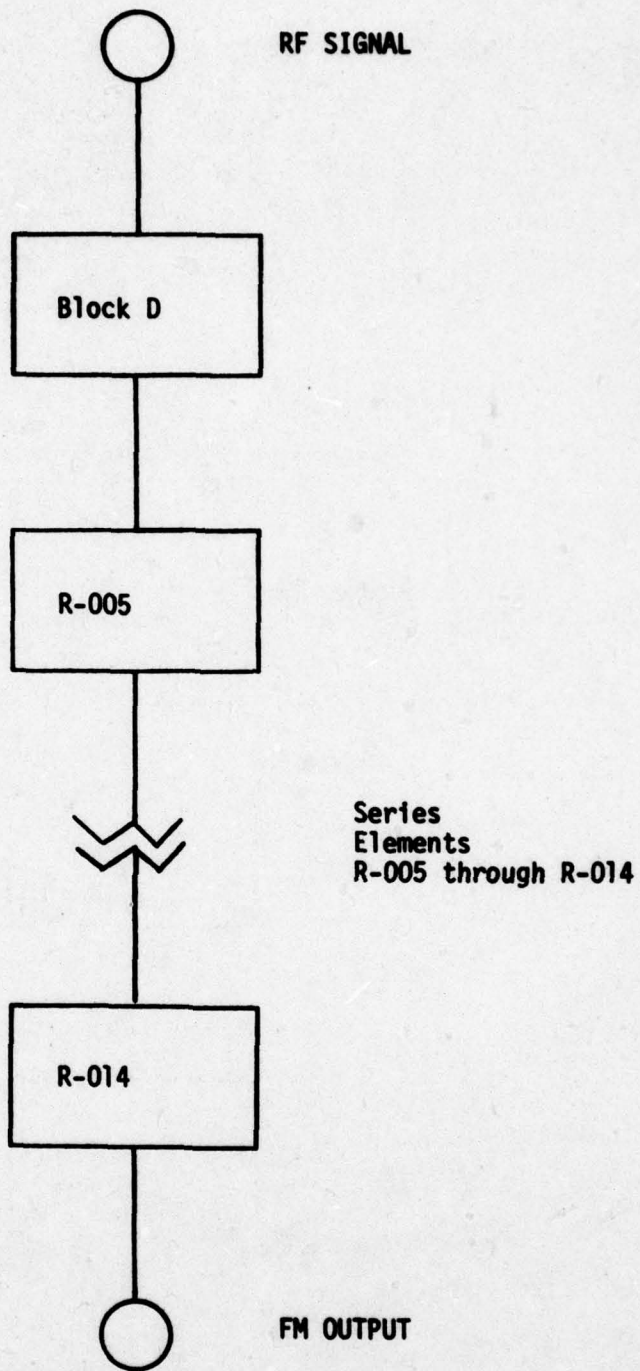 RF SIGNAL
Block D
R-005
Series
Elements
R-005 through R-014
R-014
FM OUTPUT